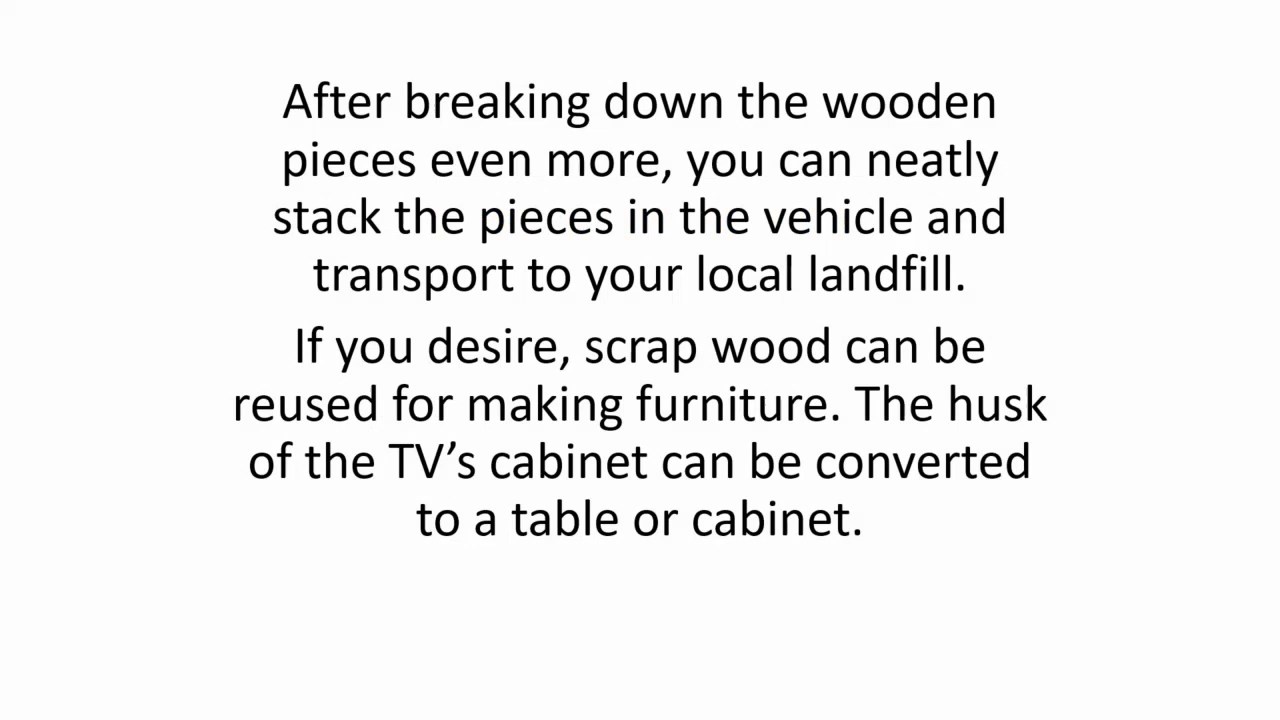 After breaking down the wooden
pieces even more, you can neatly
stack the pieces in the vehicle and
transport to your local landfill.
If you desire, scrap wood can be
reused for making furniture. The husk
of the TV’s cabinet can be converted
to a table or cabinet.